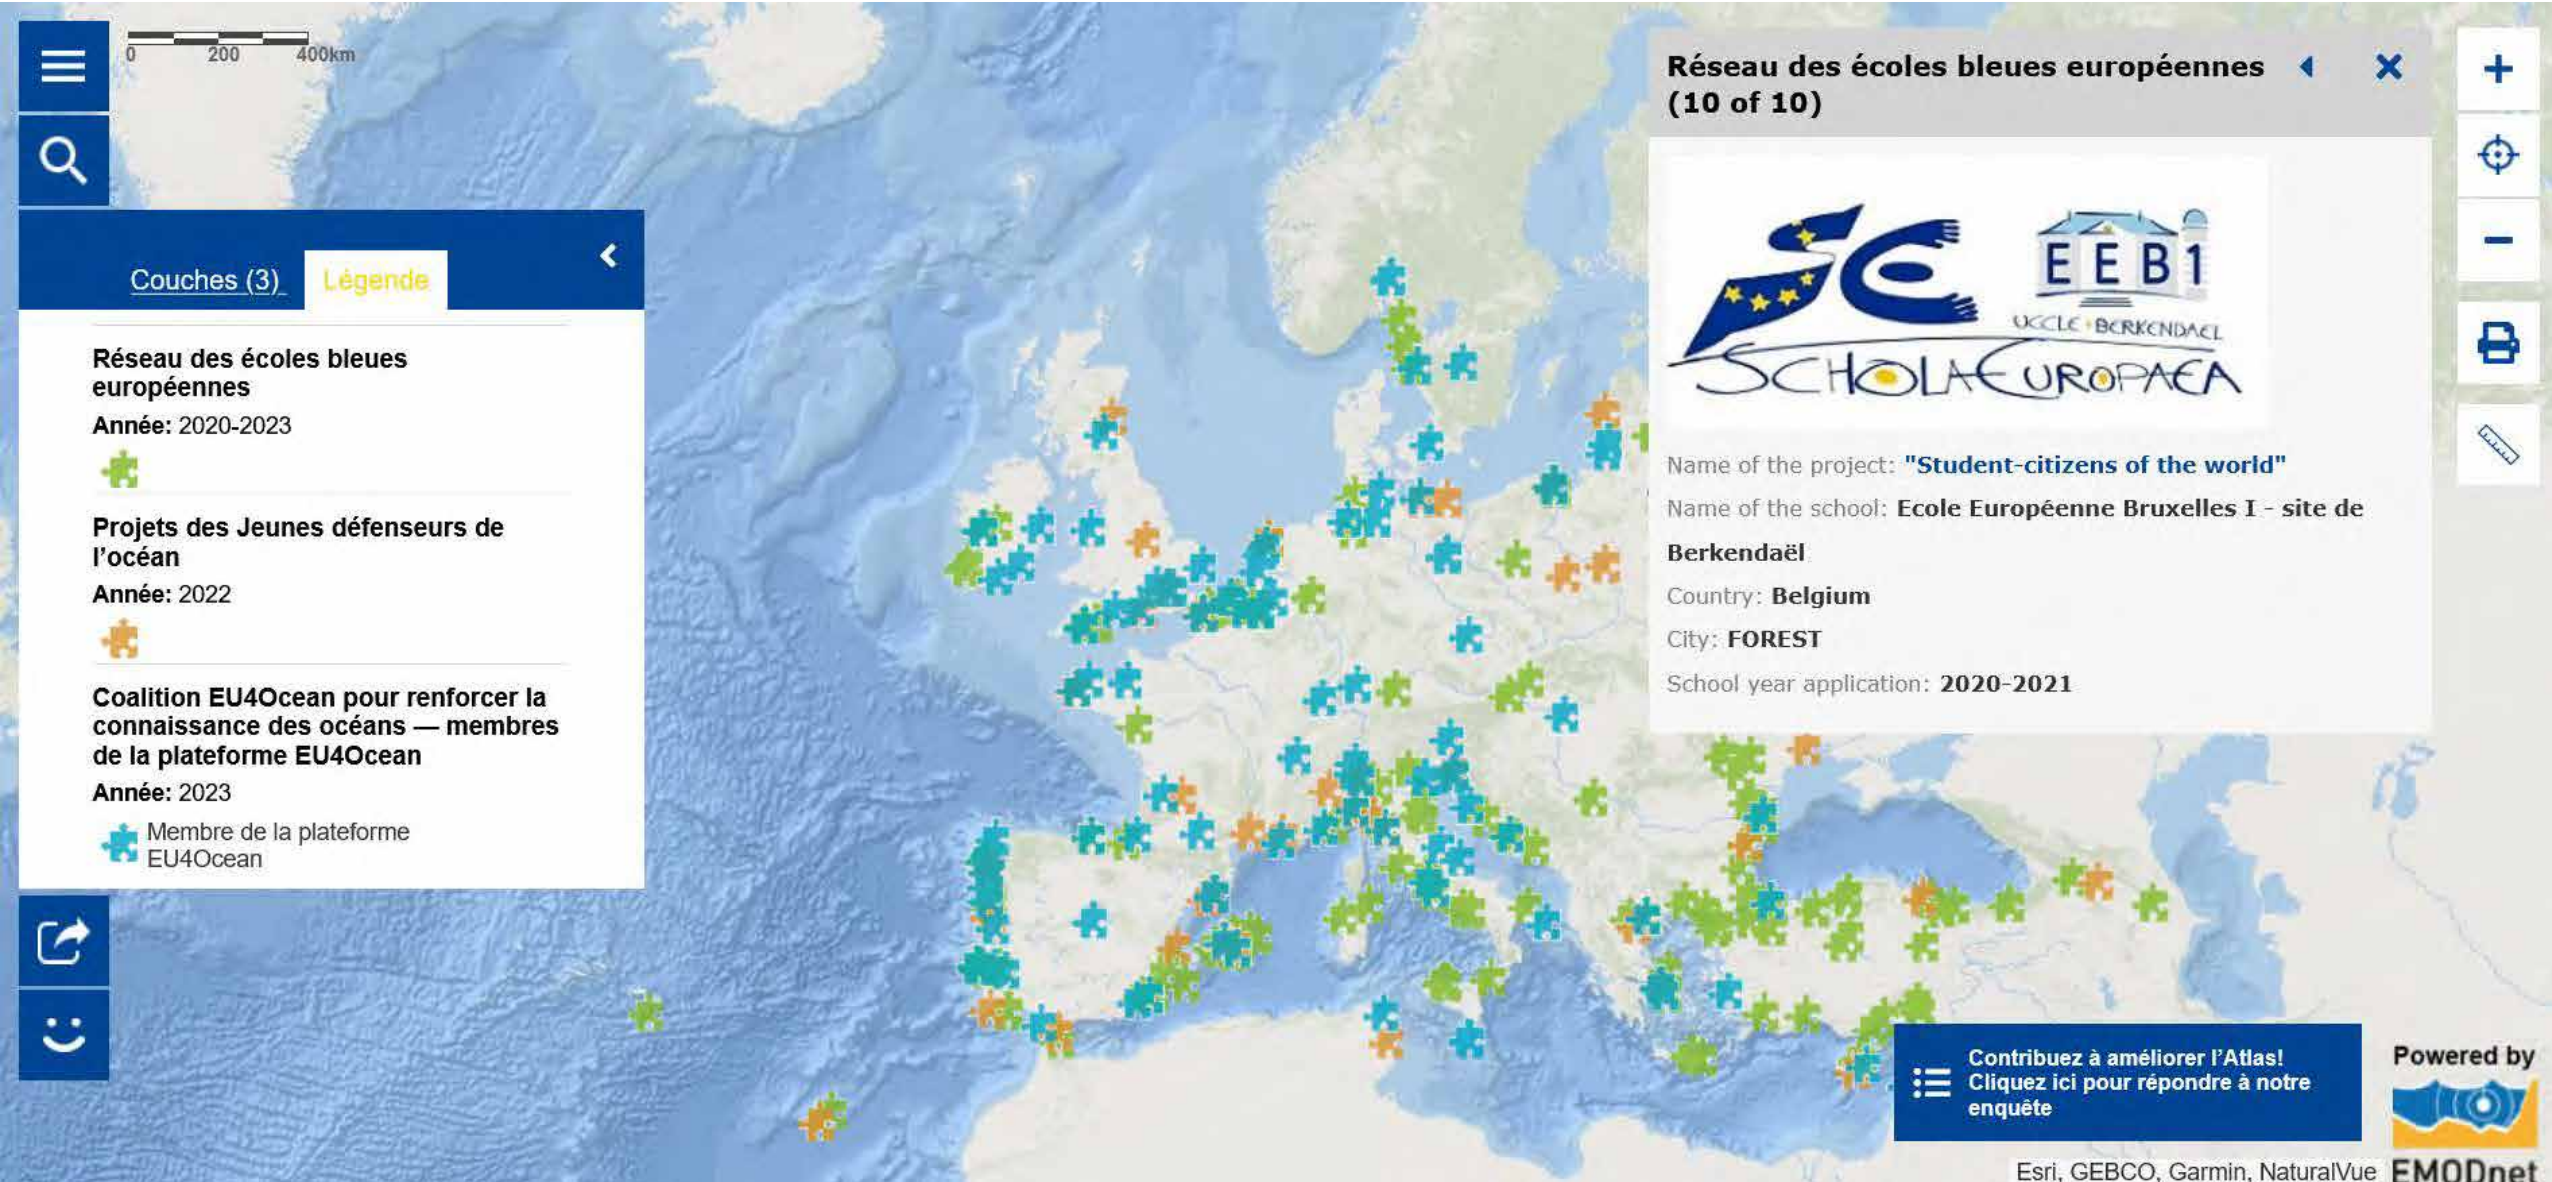 0 200 400km
Couches (3)
Légende
Réseau des écoles bleues
européennes
Année: 2020-2023
Projets des Jeunes défenseurs de
l'océan
Année: 2022
Coalition EU4Ocean pour renforcer la
connaissance des océans — membres
de la plateforme EU4Ocean
Année: 2023
Membre de la plateforme
EU4Ocean
Réseau des écoles bleues européennes
(10 of 10)
SE
EEB1
UCCLE · BERKENDAEL
SCHOLA EUROPAEA
Name of the project: "Student-citizens of the world"
Name of the school: Ecole Européenne Bruxelles I - site de
Berkendaël
Country: Belgium
City: FOREST
School year application: 2020-2021
Contribuez à améliorer l'Atlas!
Cliquez ici pour répondre à notre
enquête
Powered by
EMODnet
Esri, GEBCO, Garmin, NaturalVue